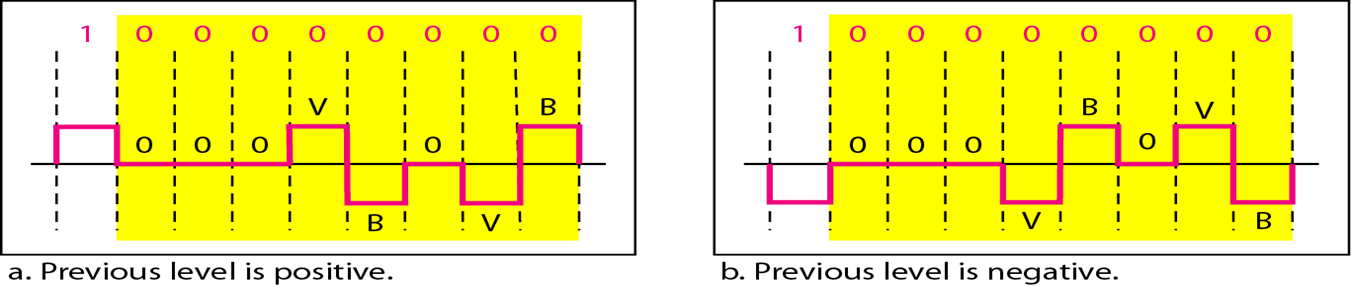 1 0 0 0 0 0 0 0 0
V B
0 0 0 0
B V
a. Previous level is positive.
1 0 0 0 0 0 0 0 0
B V
0 0 0 0
V B
b. Previous level is negative.